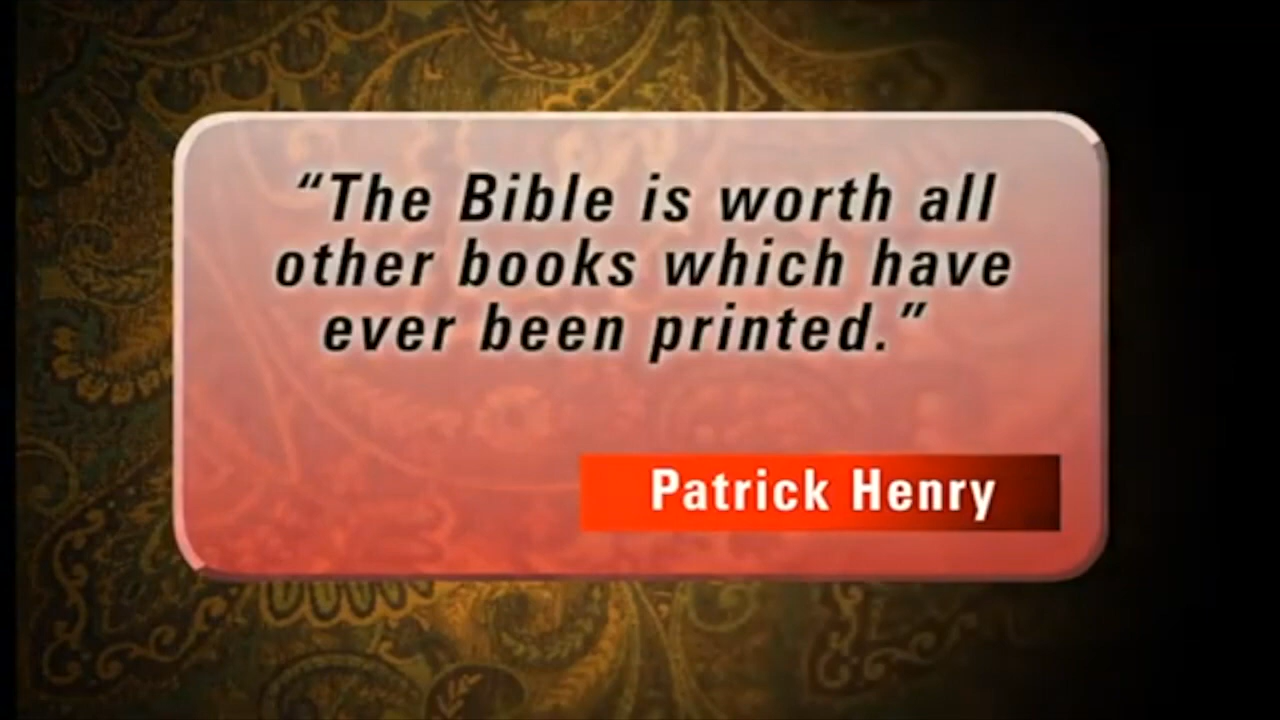 “The Bible is worth all
other books which have
ever been printed.”
Patrick Henry